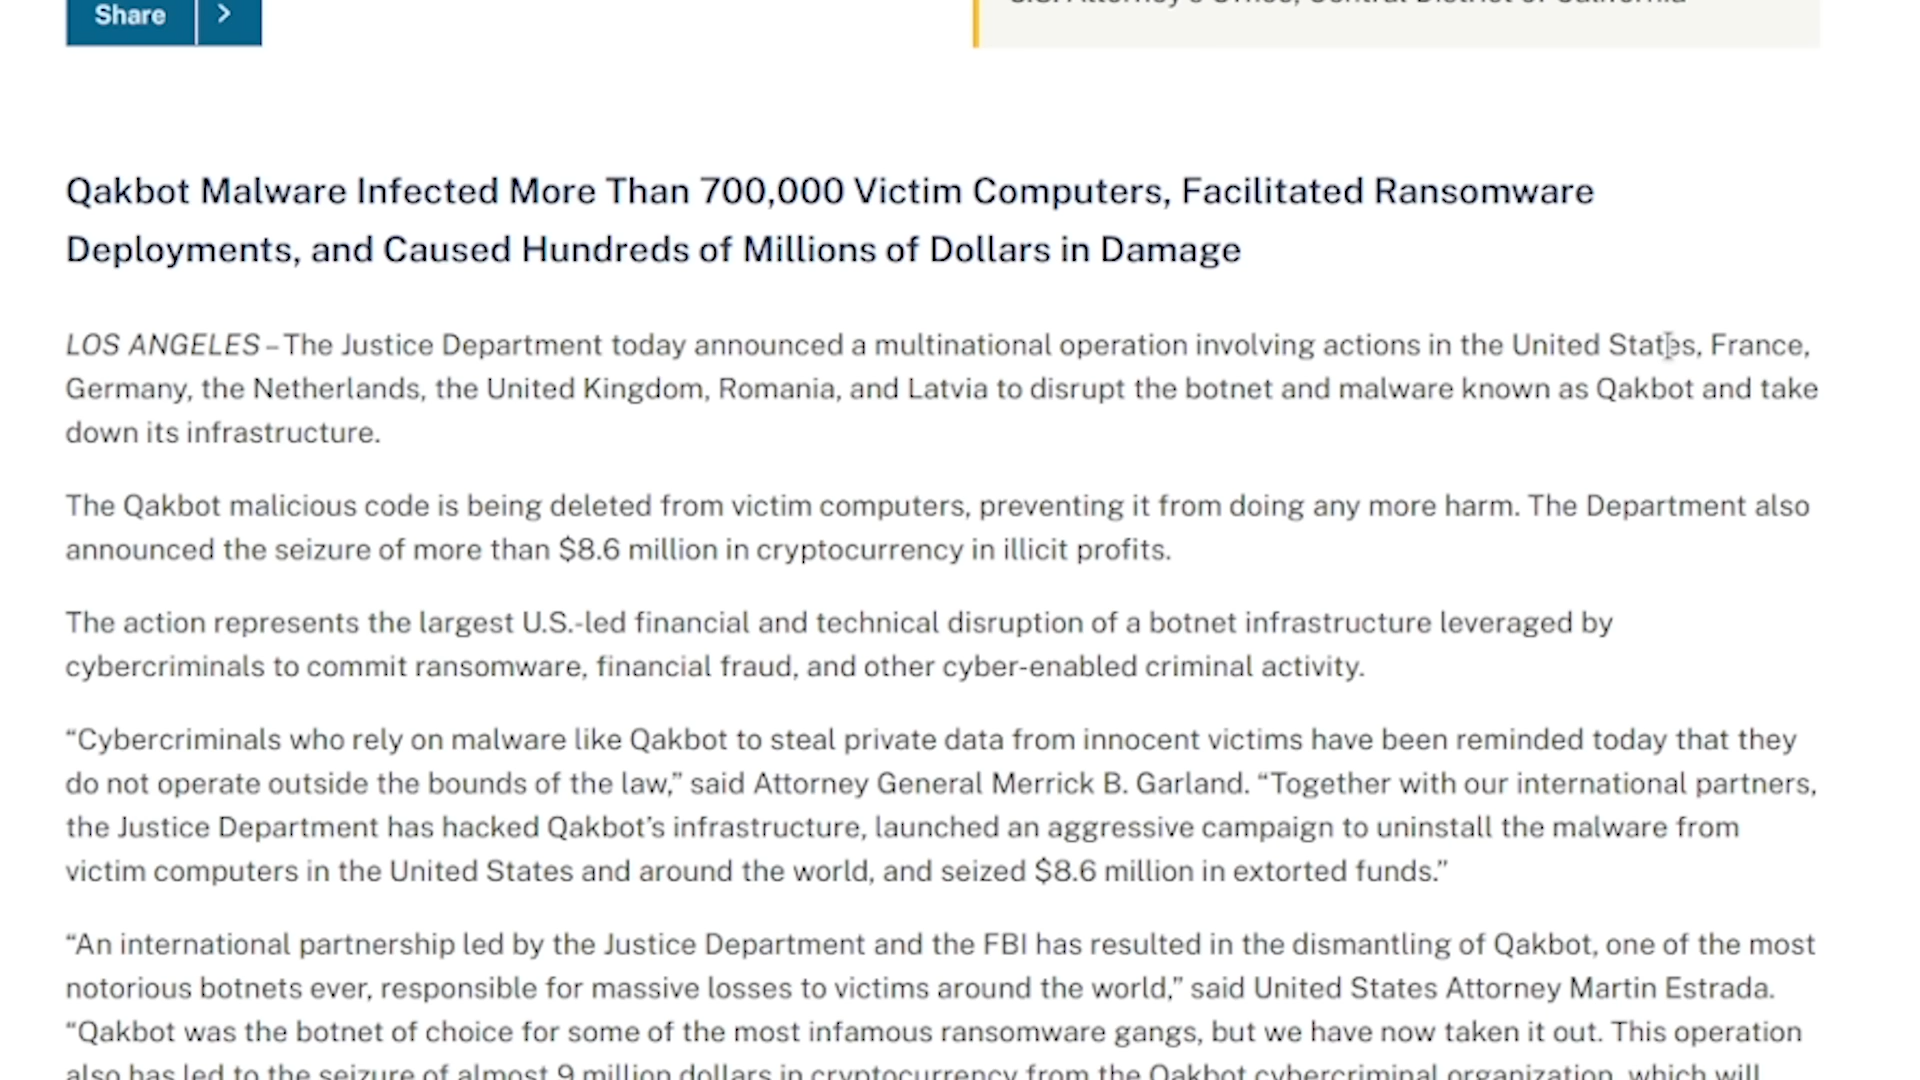 Share >
U.S. Attorney's Office, Central District of California
Qakbot Malware Infected More Than 700,000 Victim Computers, Facilitated Ransomware
Deployments, and Caused Hundreds of Millions of Dollars in Damage
LOS ANGELES – The Justice Department today announced a multinational operation involving actions in the United States, France,
Germany, the Netherlands, the United Kingdom, Romania, and Latvia to disrupt the botnet and malware known as Qakbot and take
down its infrastructure.
The Qakbot malicious code is being deleted from victim computers, preventing it from doing any more harm. The Department also
announced the seizure of more than $8.6 million in cryptocurrency in illicit profits.
The action represents the largest U.S.-led financial and technical disruption of a botnet infrastructure leveraged by
cybercriminals to commit ransomware, financial fraud, and other cyber-enabled criminal activity.
“Cybercriminals who rely on malware like Qakbot to steal private data from innocent victims have been reminded today that they
do not operate outside the bounds of the law,” said Attorney General Merrick B. Garland. “Together with our international partners,
the Justice Department has hacked Qakbot’s infrastructure, launched an aggressive campaign to uninstall the malware from
victim computers in the United States and around the world, and seized $8.6 million in extorted funds.”
“An international partnership led by the Justice Department and the FBI has resulted in the dismantling of Qakbot, one of the most
notorious botnets ever, responsible for massive losses to victims around the world,” said United States Attorney Martin Estrada.
“Qakbot was the botnet of choice for some of the most infamous ransomware gangs, but we have now taken it out. This operation
also has led to the seizure of almost 9 million dollars in cryptocurrency from the Qakbot cybercriminal organization, which will